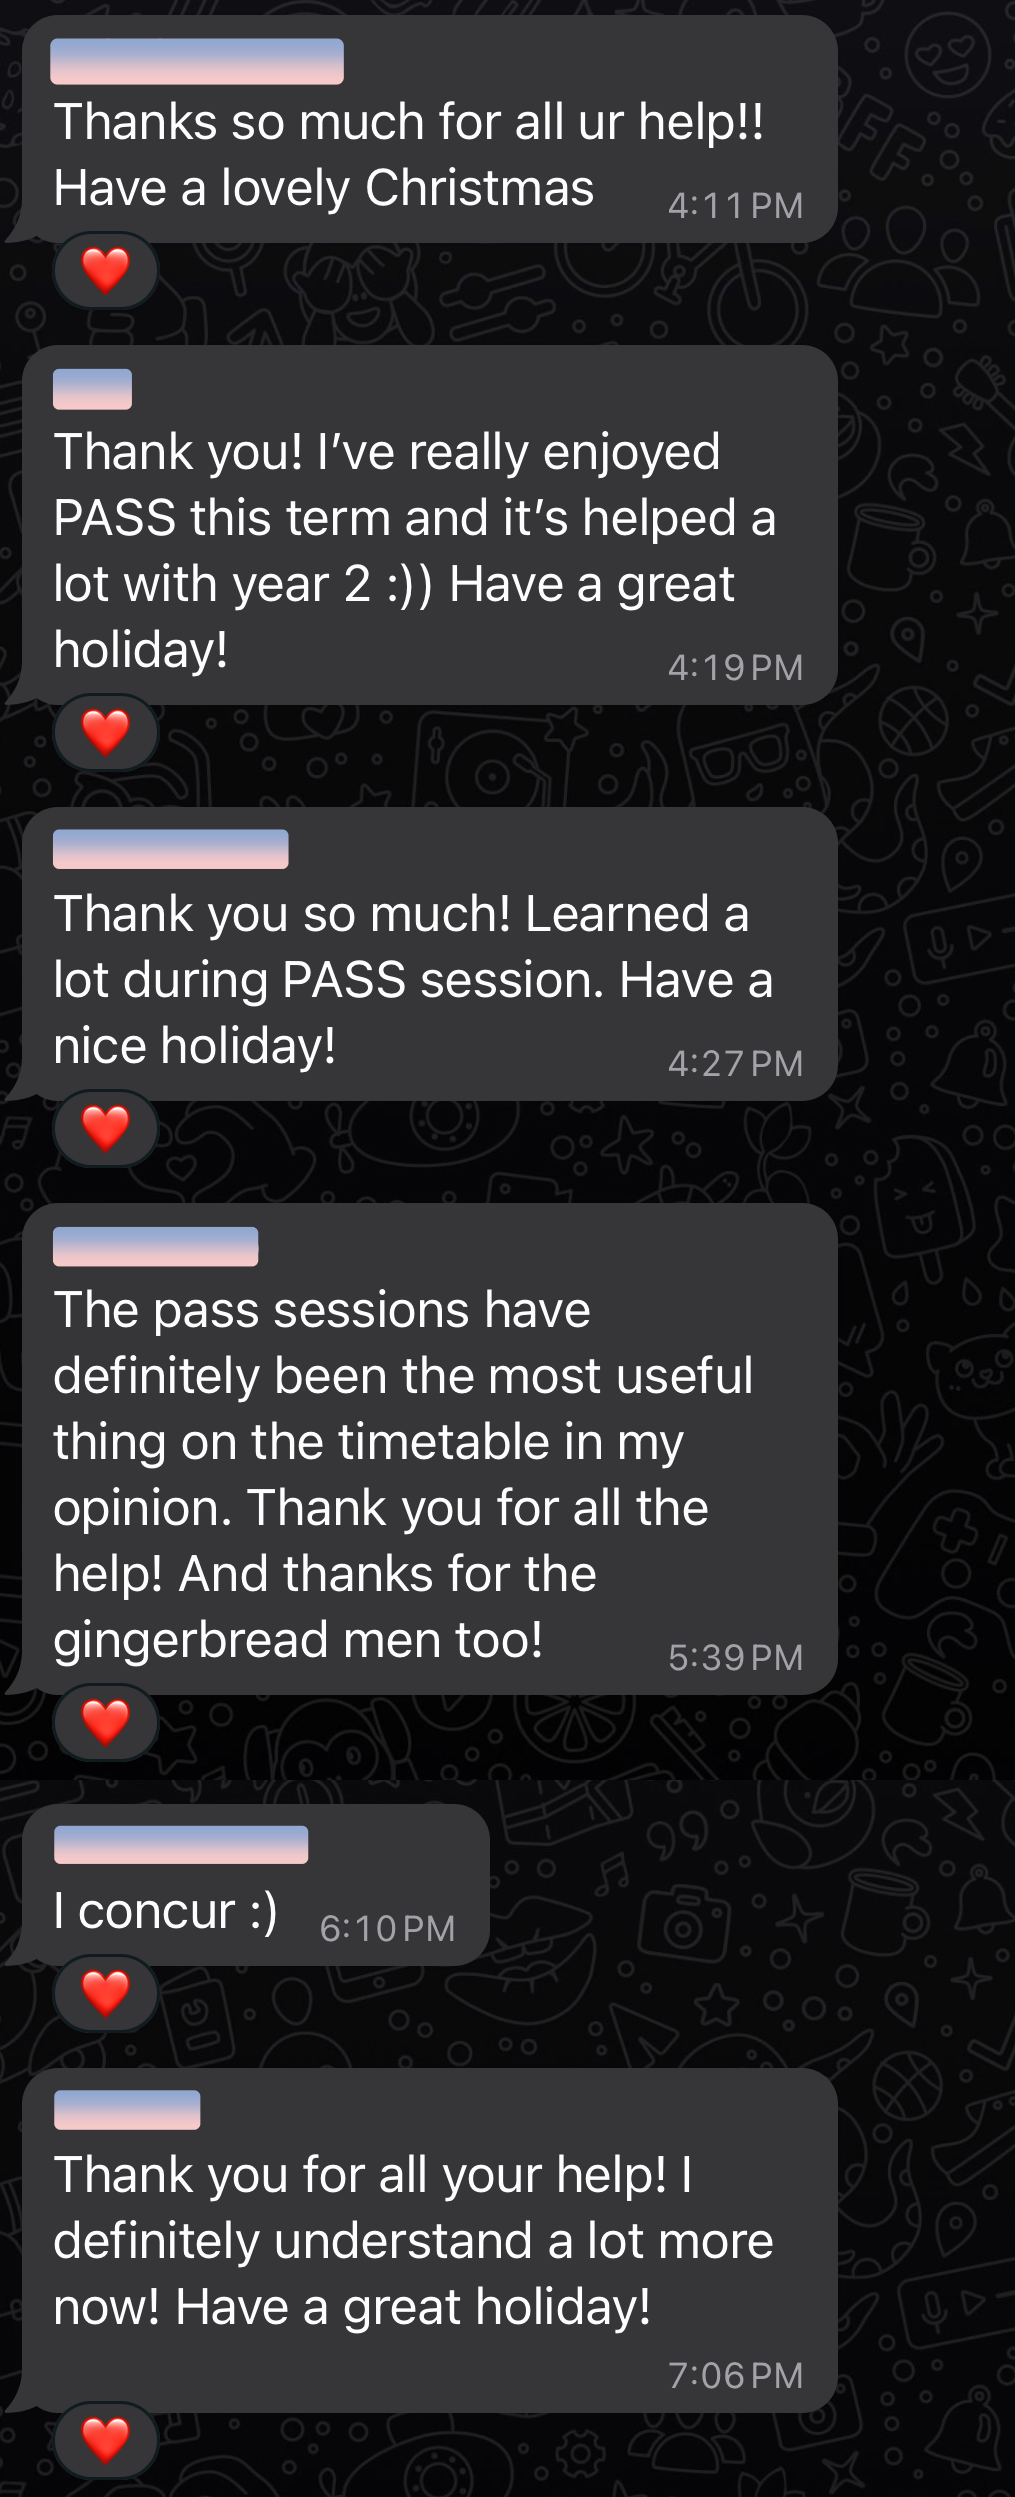 Thanks so much for all ur help!!
Have a lovely Christmas
4:11 PM
Thank you! I’ve really enjoyed
PASS this term and it’s helped a
lot with year 2 :)) Have a great
holiday!
4:19 PM
Thank you so much! Learned a
lot during PASS session. Have a
nice holiday!
4:27 PM
The pass sessions have
definitely been the most useful
thing on the timetable in my
opinion. Thank you for all the
help! And thanks for the
gingerbread men too!
5:39 PM
I concur :)
6:10 PM
Thank you for all your help! I
definitely understand a lot more
now! Have a great holiday!
7:06 PM